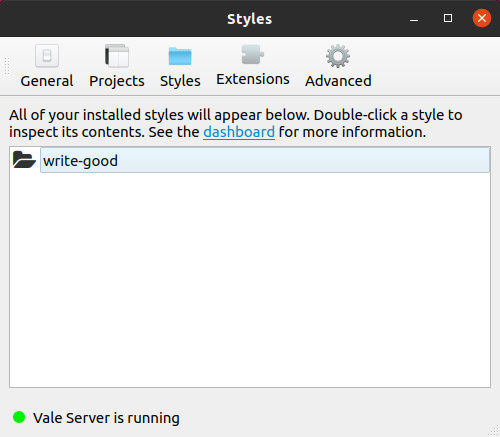 Styles
General Projects Styles Extensions Advanced
All of your installed styles will appear below. Double-click a style to
inspect its contents. See the dashboard for more information.
write-good
Vale Server is running